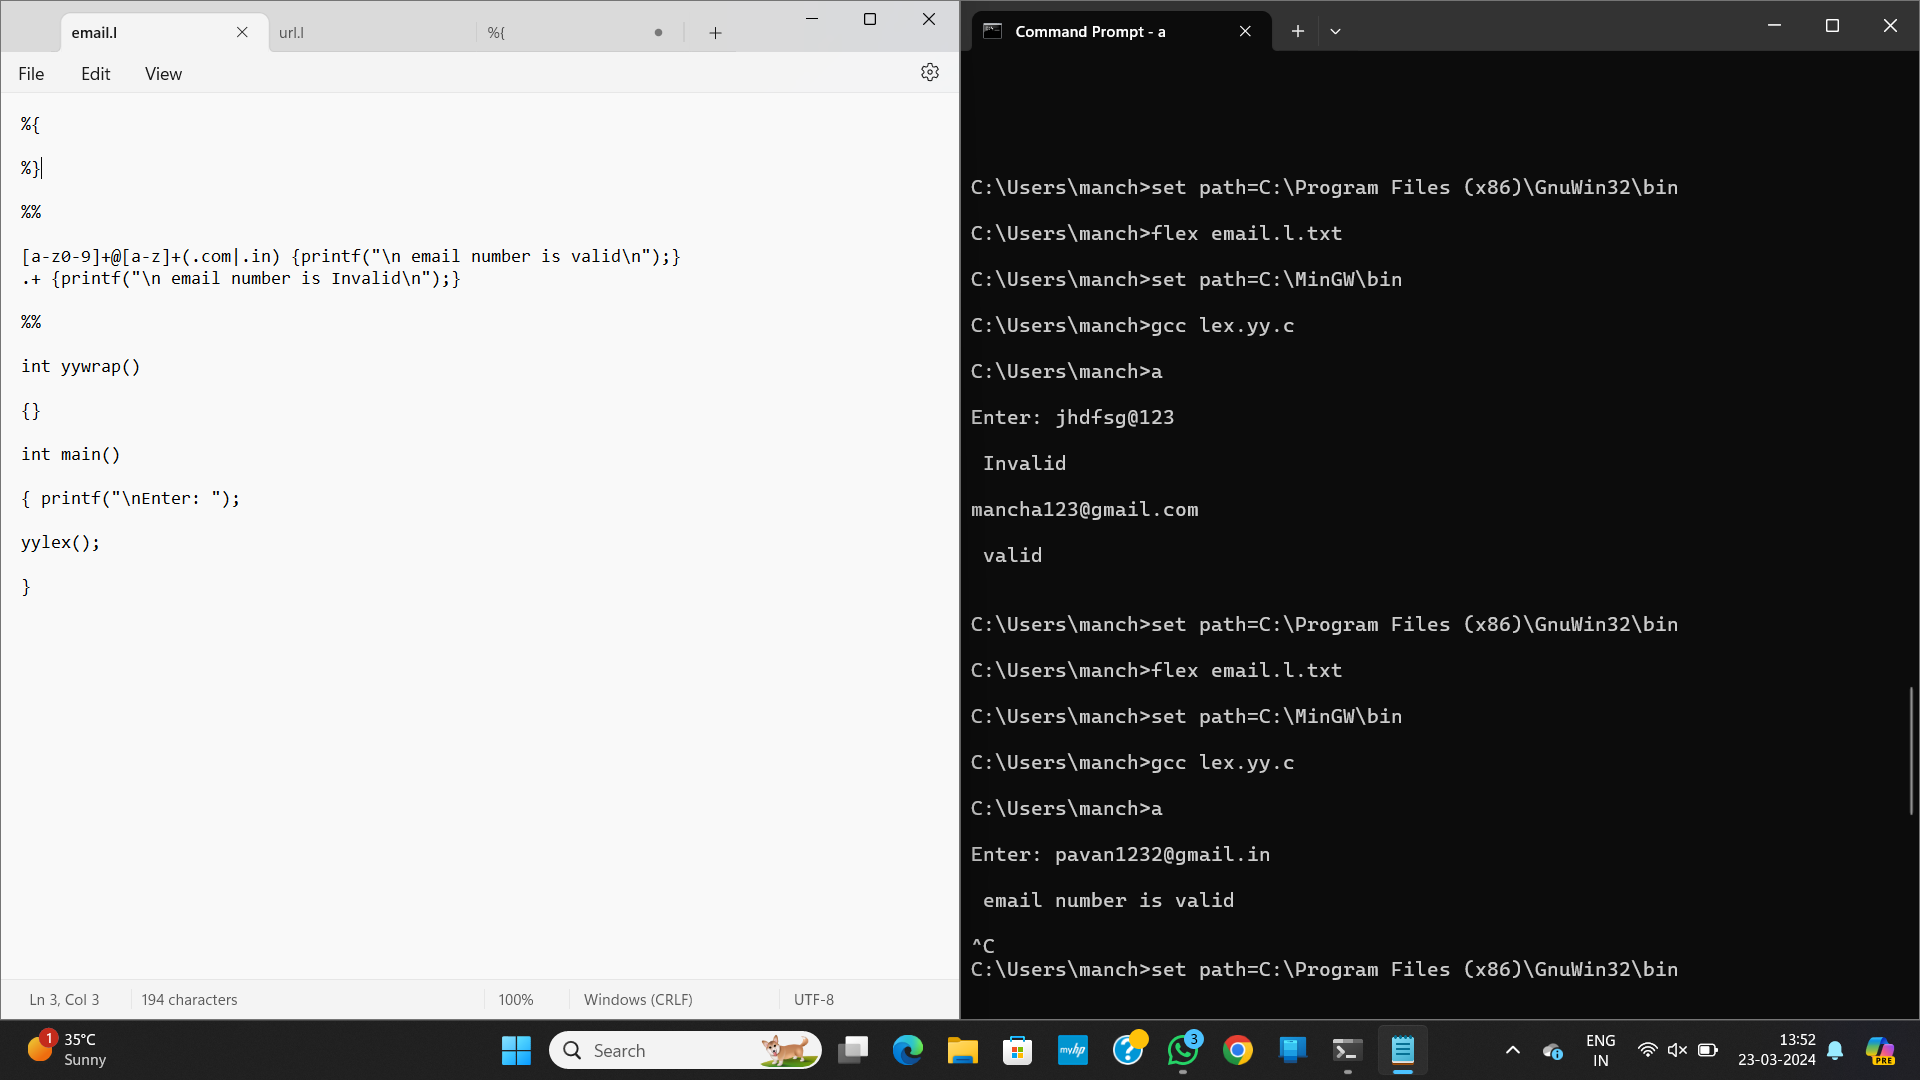 email.l
url.l
%{
File
Edit
View
%{
%}
%%
[a-z0-9]+@[a-z]+(.com|.in) {printf("\n email number is valid\n");}
.+ {printf("\n email number is Invalid\n");}
%%
int yywrap()
{}
int main()
{ printf("\nEnter: ");
yylex();
}
Ln 3, Col 3
194 characters
100%
Windows (CRLF)
UTF-8
Command Prompt - a
C:\Users\manch>set path=C:\Program Files (x86)\GnuWin32\bin
C:\Users\manch>flex email.l.txt
C:\Users\manch>set path=C:\MinGW\bin
C:\Users\manch>gcc lex.yy.c
C:\Users\manch>a
Enter: jhdfsg@123
Invalid
mancha123@gmail.com
valid
C:\Users\manch>set path=C:\Program Files (x86)\GnuWin32\bin
C:\Users\manch>flex email.l.txt
C:\Users\manch>set path=C:\MinGW\bin
C:\Users\manch>gcc lex.yy.c
C:\Users\manch>a
Enter: pavan1232@gmail.in
email number is valid
^C
C:\Users\manch>set path=C:\Program Files (x86)\GnuWin32\bin
1
35°C
Sunny
Search
myhp
?
3
ENG
IN
13:52
23-03-2024
PRE